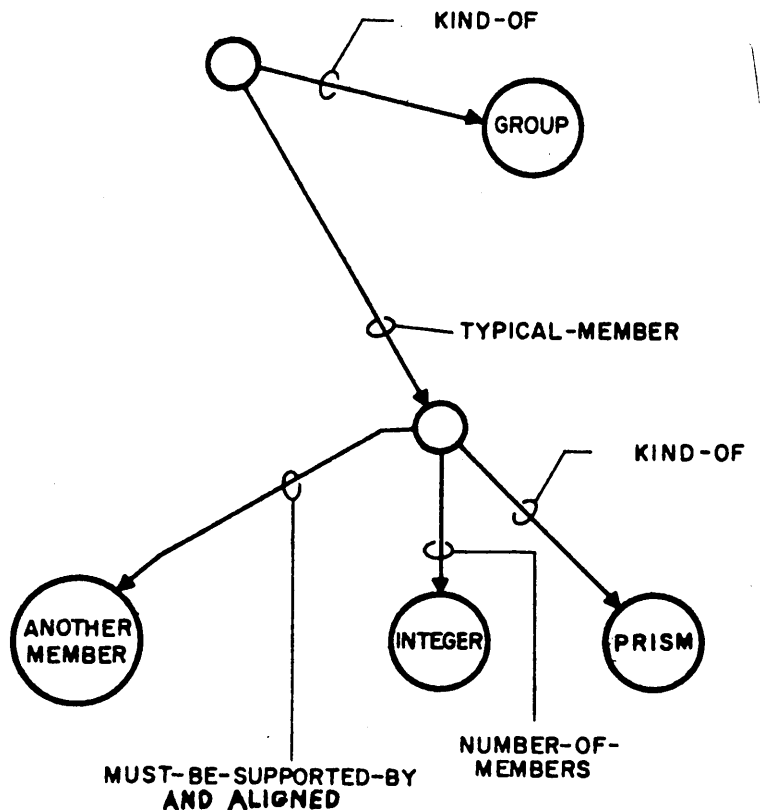 KIND-OF
GROUP
TYPICAL-MEMBER
KIND-OF
ANOTHER
MEMBER
INTEGER
PRISM
MUST-BE-SUPPORTED-BY
AND ALIGNED
NUMBER-OF-
MEMBERS